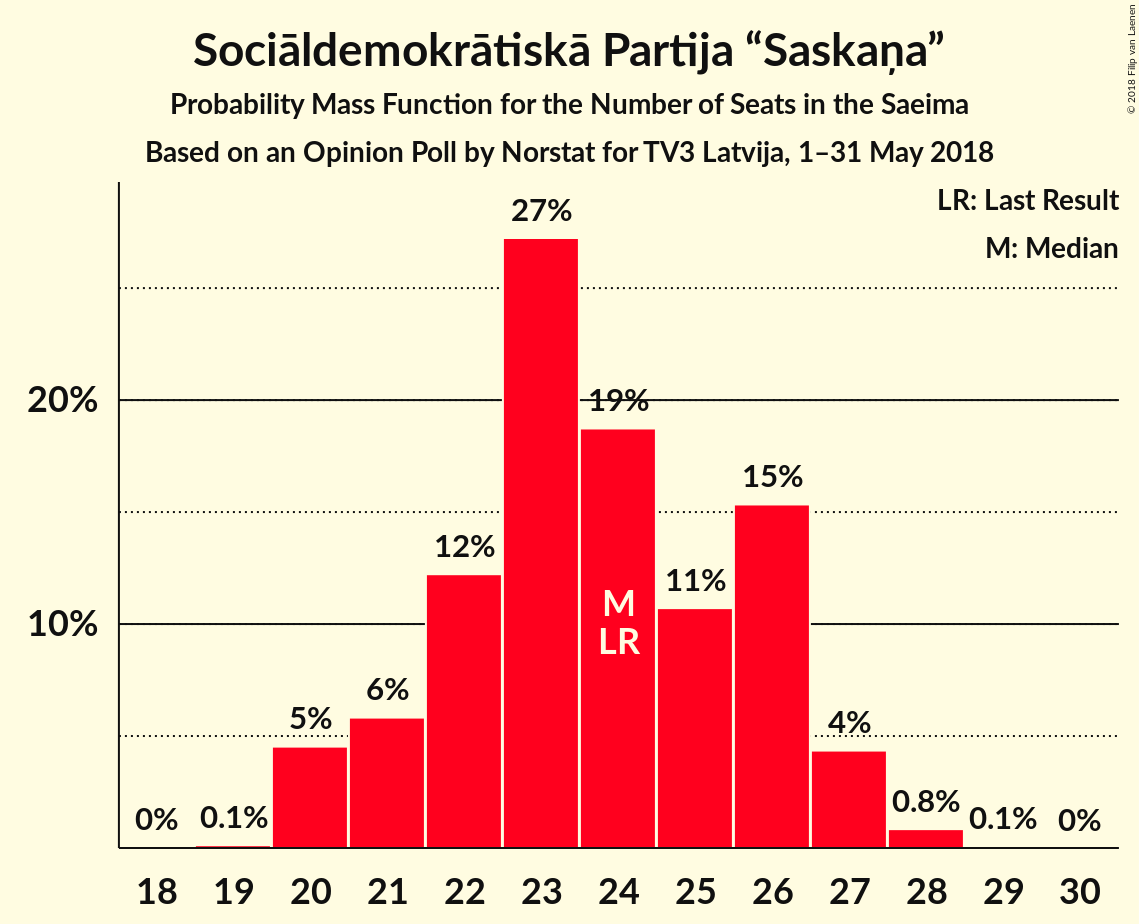 Sociāldemokrātiskā Partija “Saskaņa”
Probability Mass Function for the Number of Seats in the Saeima
Based on an Opinion Poll by Norstat for TV3 Latvija, 1–31 May 2018
© 2018 Filip van Laenen
LR: Last Result
M: Median
27%
20%
19%
15%
12%
11%
10%
M
LR
6%
5%
4%
0%
0.1%
0.8%
0.1%
0%
18 19 20 21 22 23 24 25 26 27 28 29 30